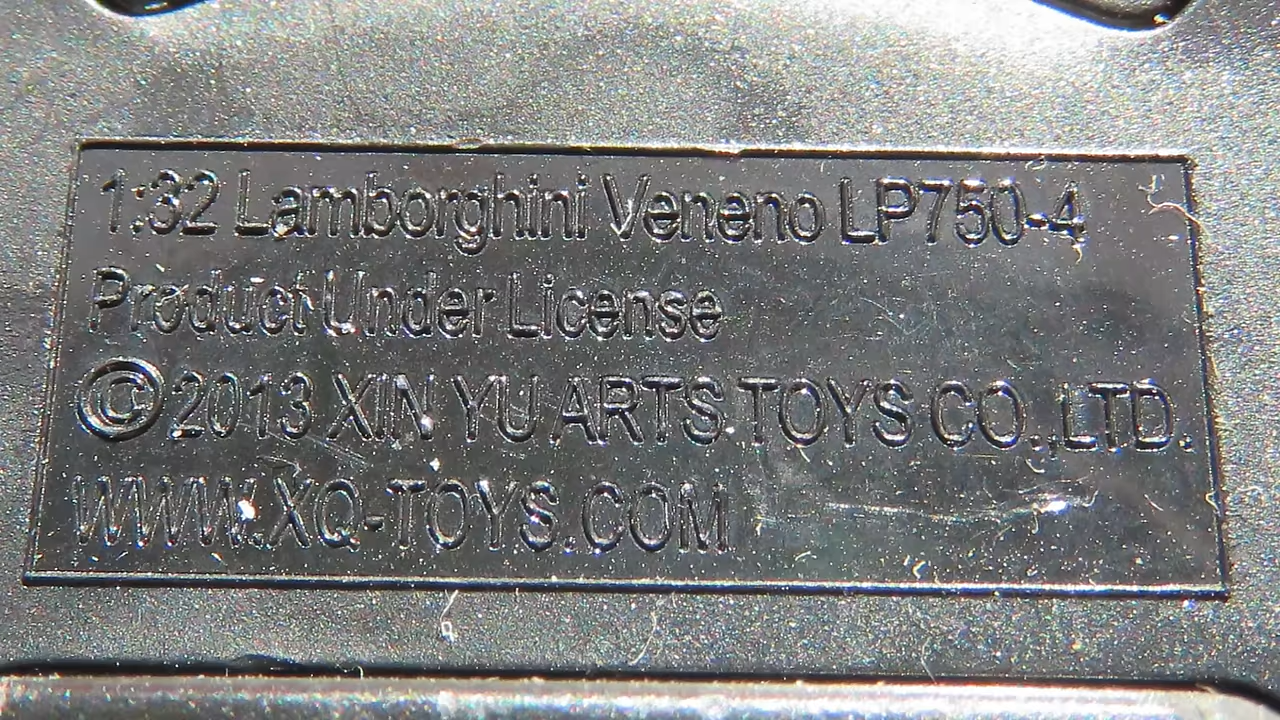 1:32 Lamborghini Veneno LP750-4
Product Under License
©2013 XIN YU ARTS TOYS CO.,LTD.
WWW.XQ-TOYS.COM